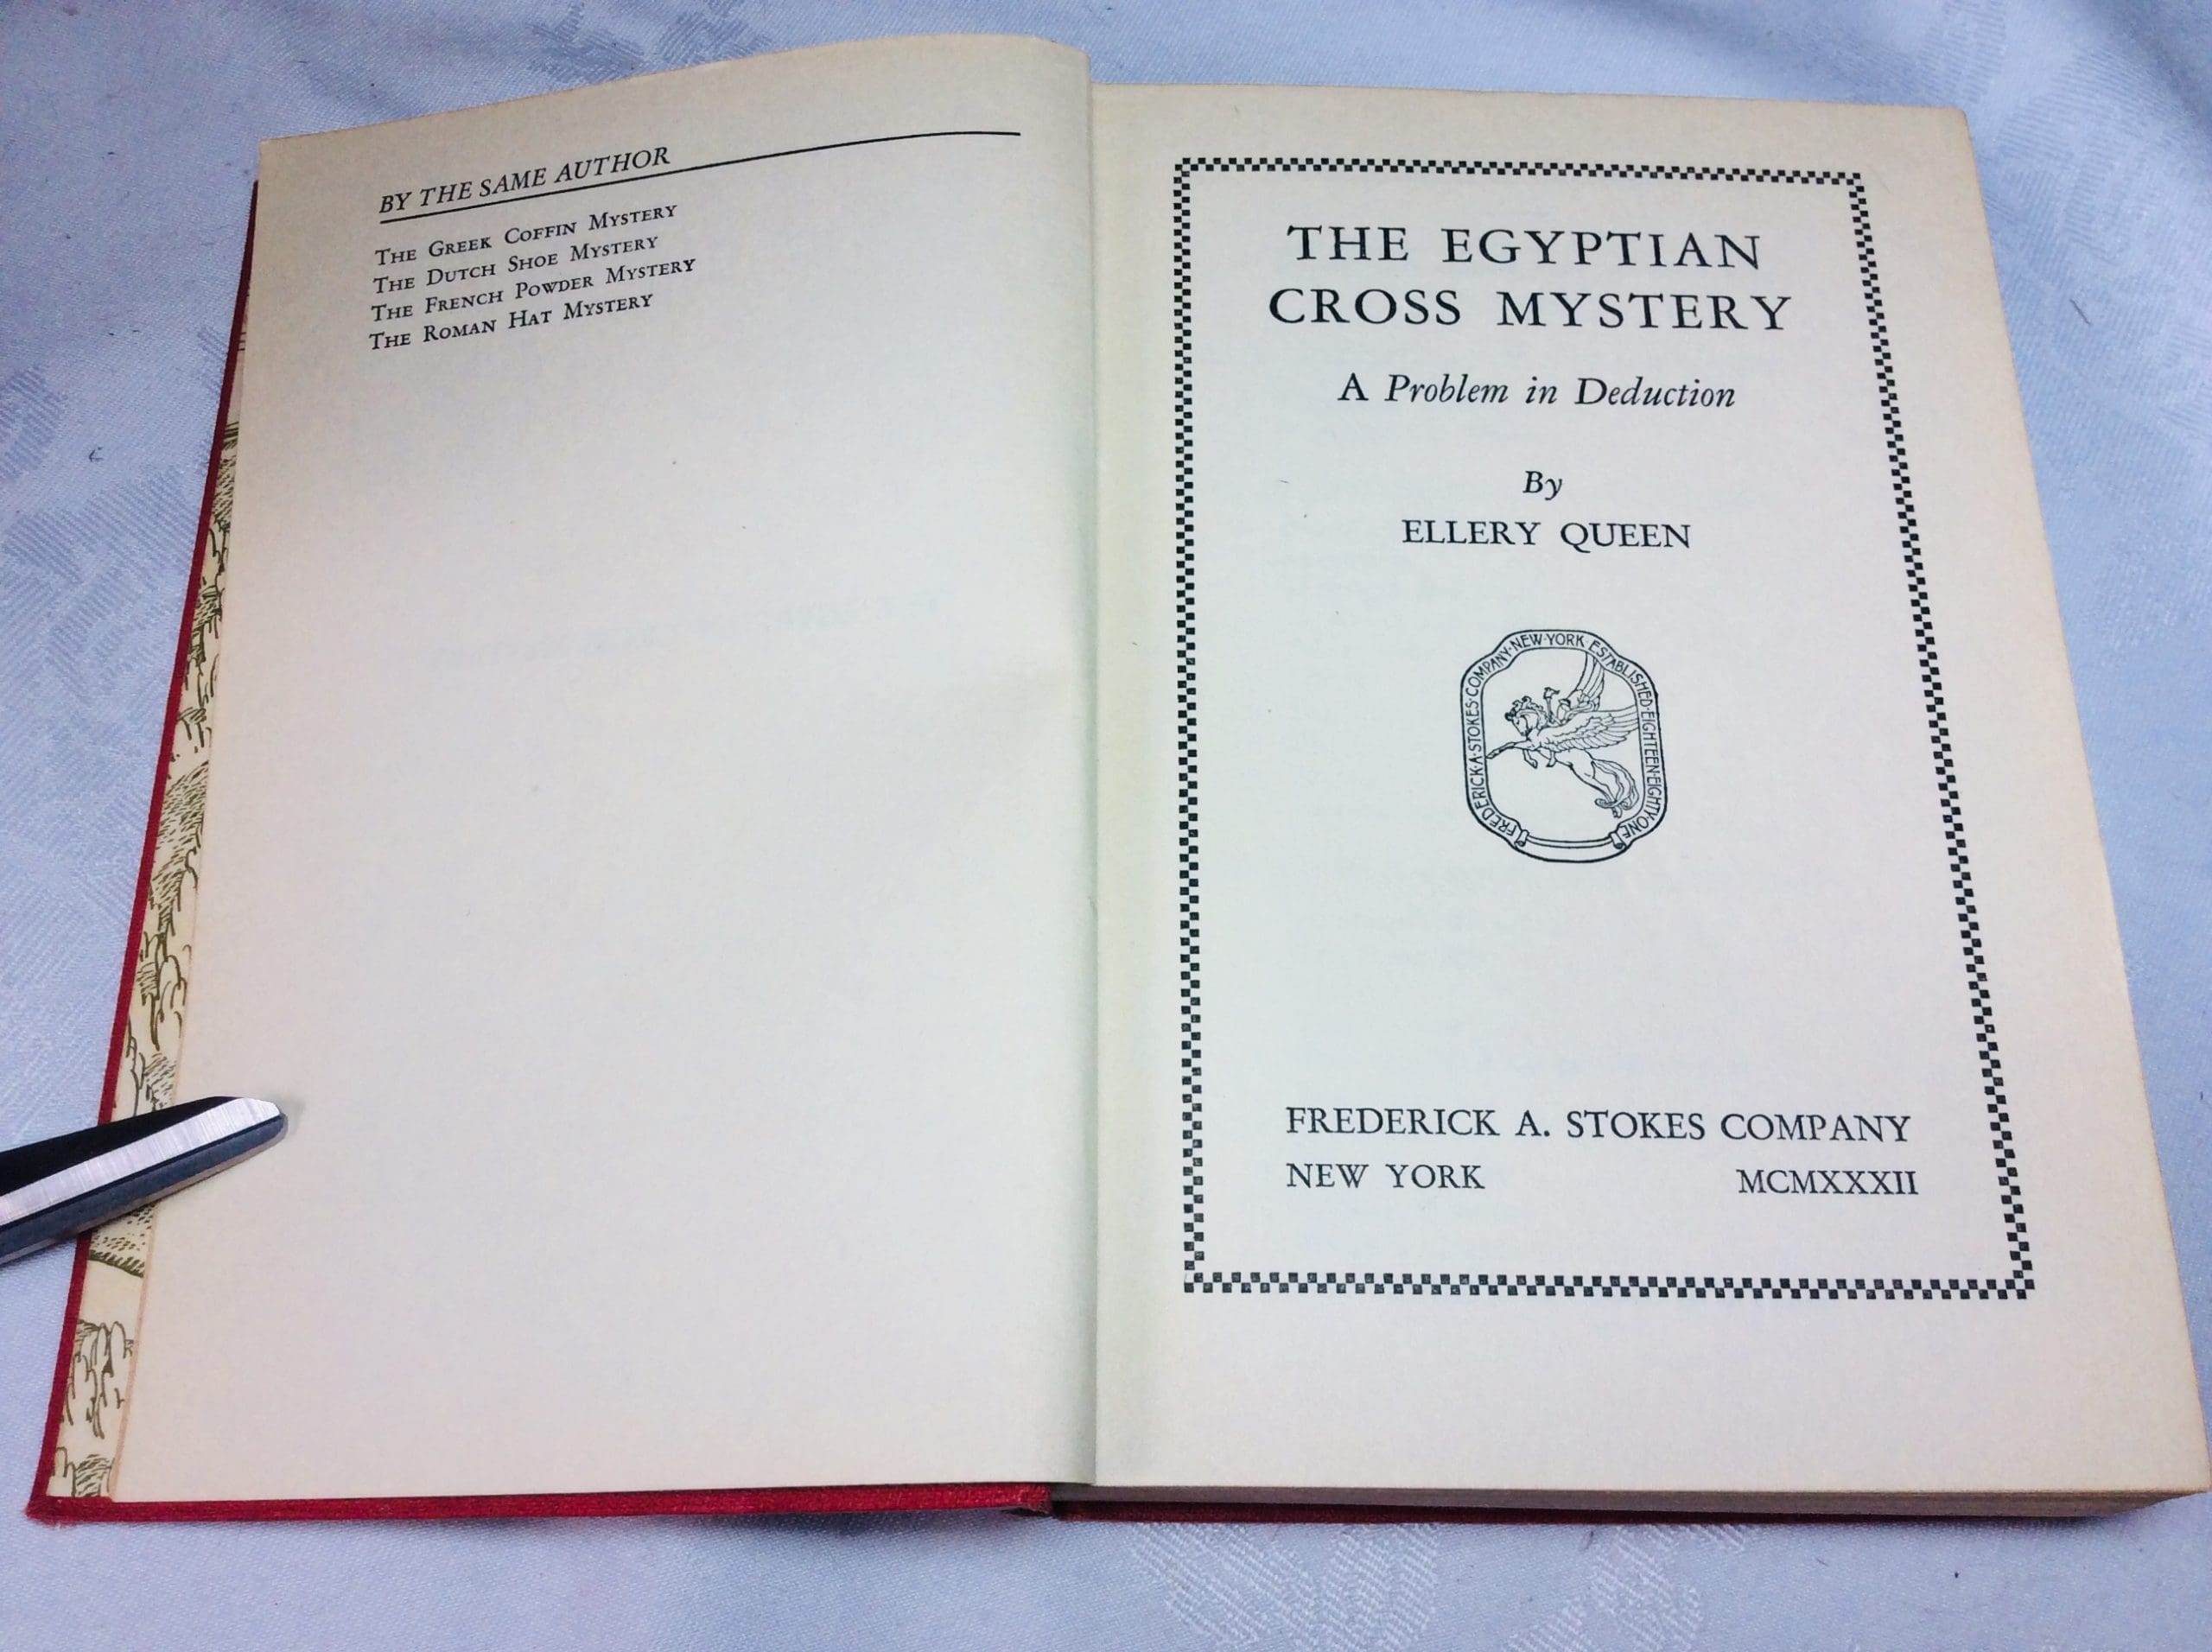 BY THE SAME AUTHOR
THE GREEK COFFIN MYSTERY
THE DUTCH SHOE MYSTERY
THE FRENCH POWDER MYSTERY
THE ROMAN HAT MYSTERY
THE EGYPTIAN
CROSS MYSTERY
A Problem in Deduction
By
ELLERY QUEEN
FREDERICK·A·STOKES·COMPANY·NEW·YORK·ESTABLISHED·EIGHTEEN·EIGHTY·ONE
FREDERICK A. STOKES COMPANY
NEW YORK MCMXXXII